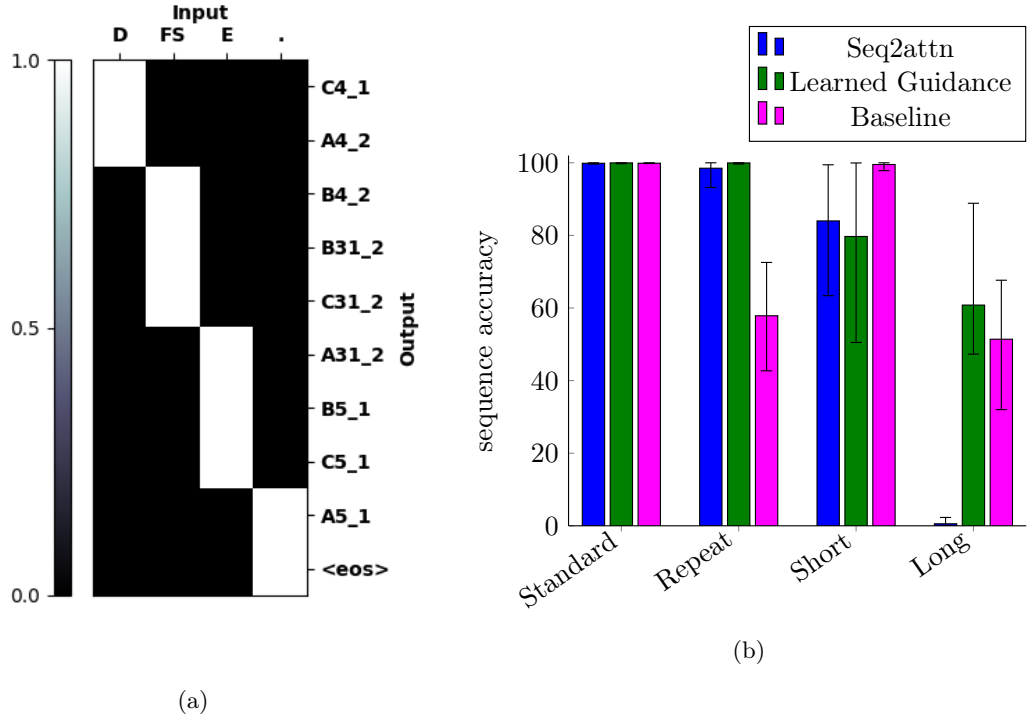 Input
D FS E .
1.0
0.5
0.0
C4_1
A4_2
B4_2
B31_2
C31_2
A31_2
B5_1
C5_1
A5_1
<eos>
Output
(a)
Seq2attn
Learned Guidance
Baseline
sequence accuracy
100
80
60
40
20
0
Standard
Repeat
Short
Long
(b)